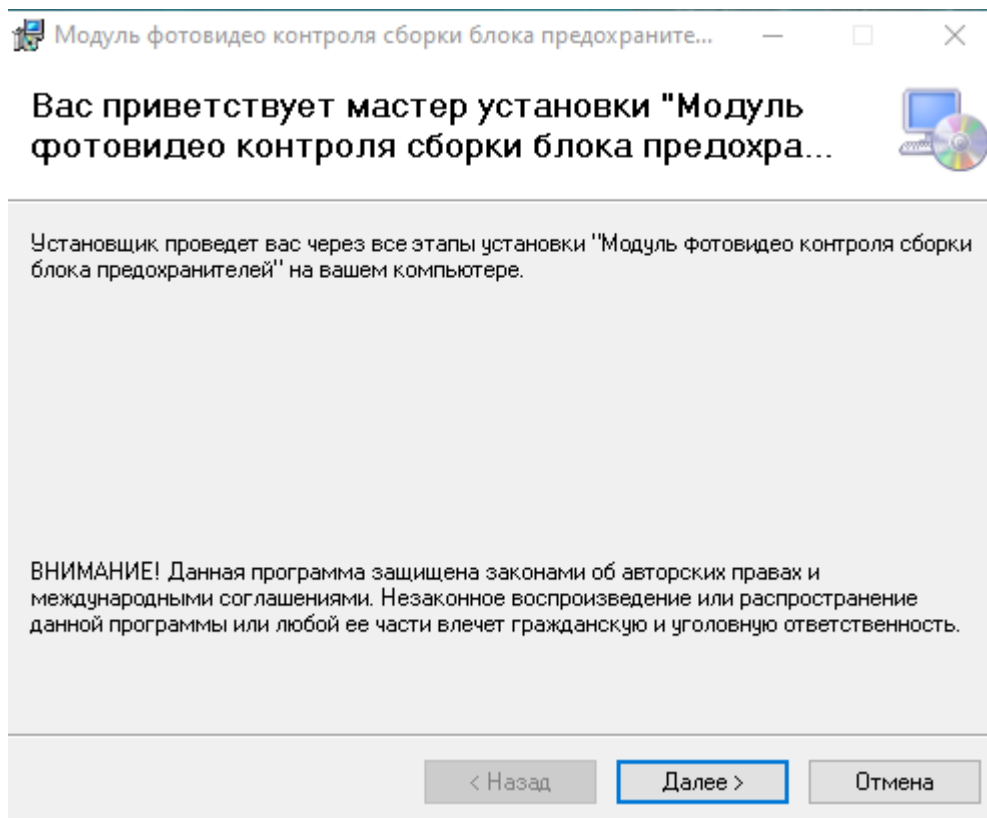 Модуль фотовидео контроля сборки блока предохраните...
Вас приветствует мастер установки "Модуль
фотовидео контроля сборки блока предохра...
Установщик проведет вас через все этапы установки "Модуль фотовидео контроля сборки
блока предохранителей" на вашем компьютере.
ВНИМАНИЕ! Данная программа защищена законами об авторских правах и
международными соглашениями. Незаконное воспроизведение или распространение
данной программы или любой ее части влечет гражданскую и уголовную ответственность.
< Назад
Далее >
Отмена